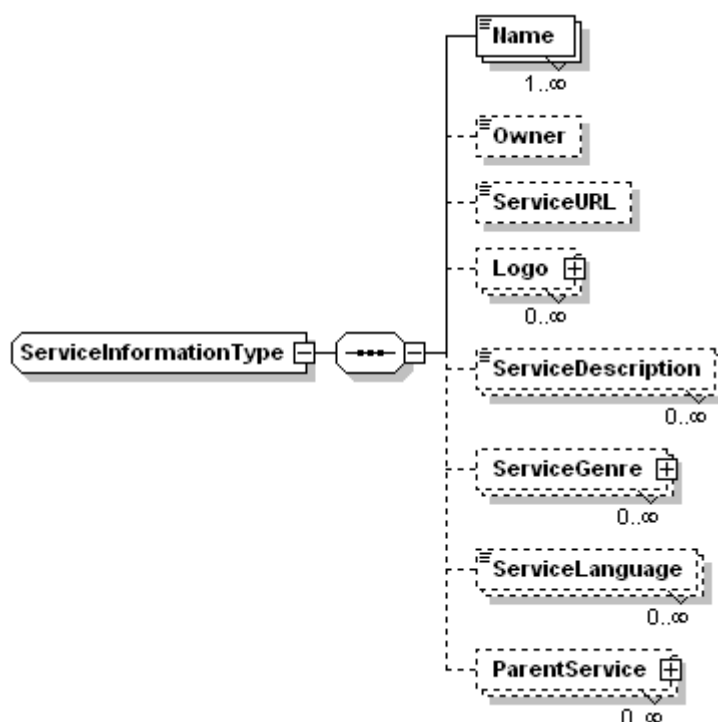 Name
1..∞
Owner
ServiceURL
Logo
0..∞
ServiceInformationType
ServiceDescription
0..∞
ServiceGenre
0..∞
ServiceLanguage
0..∞
ParentService
0..∞